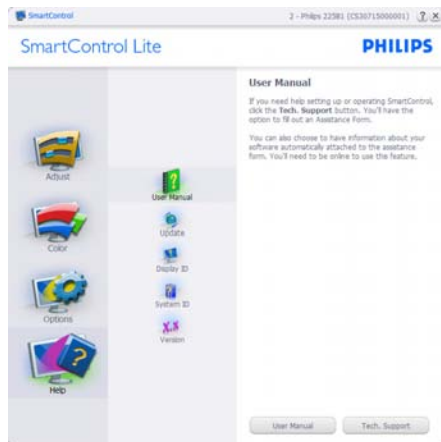 SmartControl
2 - Philips 225B1 (CS30715000001) ? X
SmartControl Lite
PHILIPS
Adjust
Color
Options
Help
User Manual
Update
Display ID
System ID
X.X
Version
User Manual
If you need help setting up or operating SmartControl,
click the Tech. Support button. You'll have the
option to fill out an Assistance Form.
You can also choose to have information about your
software automatically attached to the assistance
form. You'll need to be online to use the feature.
User Manual
Tech. Support